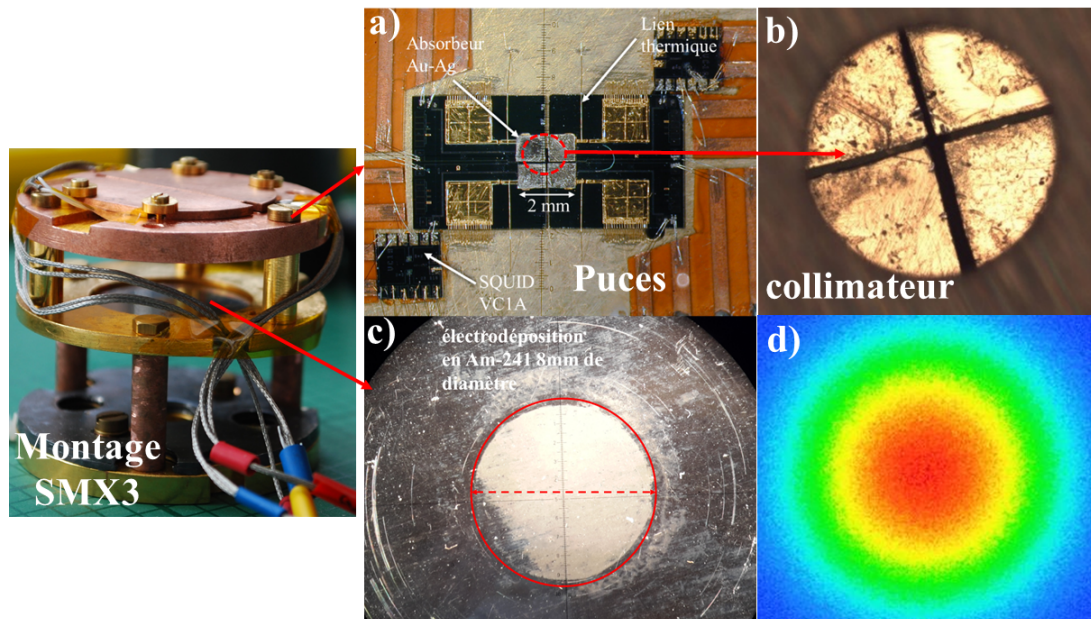 Montage
SMX3
a)
Absorbeur
Au-Ag
Lien
thermique
2 mm
SQUID
VC1A
Puces
b)
collimateur
c)
électrodéposition
en Am-241 8mm de
diamètre
d)